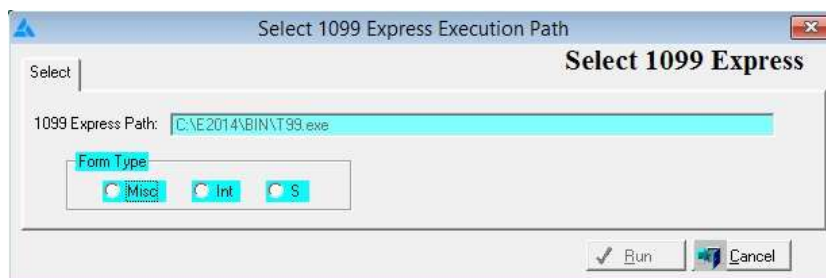 Select 1099 Express Execution Path
Select 1099 Express
Select
1099 Express Path: C:\E2014\BIN\T99.exe
Form Type
Misc Int S
Run Cancel